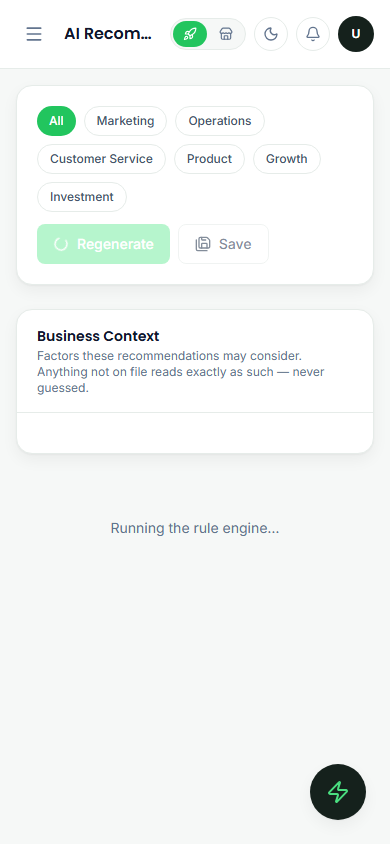 AI Recom...
U
All
Marketing
Operations
Customer Service
Product
Growth
Investment
Regenerate
Save
Business Context
Factors these recommendations may consider.
Anything not on file reads exactly as such — never
guessed.
Running the rule engine...